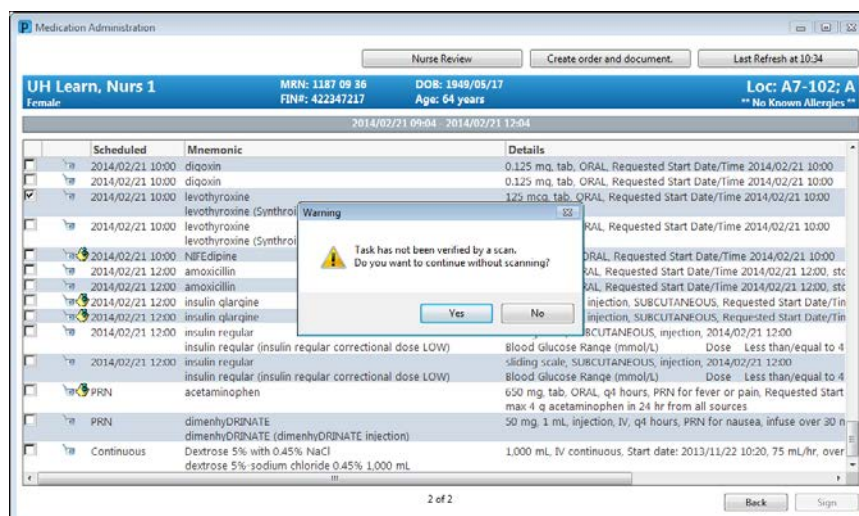 P Medication Administration
Nurse Review Create order and document. Last Refresh at 10:34
UH Learn, Nurs 1 MRN: 1187 09 36 DOB: 1949/05/17 Loc: A7-102; A
Female FIN#: 422347217 Age: 64 years ** No Known Allergies **
2014/02/21 09:04 - 2014/02/21 12:04
Scheduled Mnemonic Details
2014/02/21 10:00 digoxin 0.125 mg, tab, ORAL, Requested Start Date/Time 2014/02/21 10:00
2014/02/21 10:00 digoxin 0.125 mg, tab, ORAL, Requested Start Date/Time 2014/02/21 10:00
2014/02/21 10:00 levothyroxine 125 mcg, tab, ORAL, Requested Start Date/Time 2014/02/21 10:00
levothyroxine (Synthroi
Warning
2014/02/21 10:00 levothyroxine RAL, Requested Start Date/Time 2014/02/21 10:00
levothyroxine (Synthroi
Task has not been verified by a scan.
Do you want to continue without scanning?
Yes No
2014/02/21 10:00 NIFEdipine ORAL, Requested Start Date/Time 2014/02/21 10:00
2014/02/21 12:00 amoxicillin RAL, Requested Start Date/Time 2014/02/21 12:00, sto
2014/02/21 12:00 amoxicillin RAL, Requested Start Date/Time 2014/02/21 12:00, sto
2014/02/21 12:00 insulin glargine injection, SUBCUTANEOUS, Requested Start Date/Tim
2014/02/21 12:00 insulin glargine injection, SUBCUTANEOUS, Requested Start Date/Tim
2014/02/21 12:00 insulin regular SUBCUTANEOUS, injection, 2014/02/21 12:00
insulin regular (insulin regular correctional dose LOW) Blood Glucose Range (mmol/L) Dose Less than/equal to 4
2014/02/21 12:00 insulin regular sliding scale, SUBCUTANEOUS, injection, 2014/02/21 12:00
insulin regular (insulin regular correctional dose LOW) Blood Glucose Range (mmol/L) Dose Less than/equal to 4
PRN acetaminophen 650 mg, tab, ORAL, q4 hours, PRN for fever or pain, Requested Start
max 4 g acetaminophen in 24 hr from all sources
PRN dimenhyDRINATE 50 mg, 1 mL, injection, IV, q4 hours, PRN for nausea, infuse over 30 m
dimenhyDRINATE (dimenhyDRINATE injection)
Continuous Dextrose 5% with 0.45% NaCl 1,000 mL, IV continuous, Start date: 2013/11/22 10:20, 75 mL/hr, over
dextrose 5%-sodium chloride 0.45% 1,000 mL
2 of 2
Back Sign